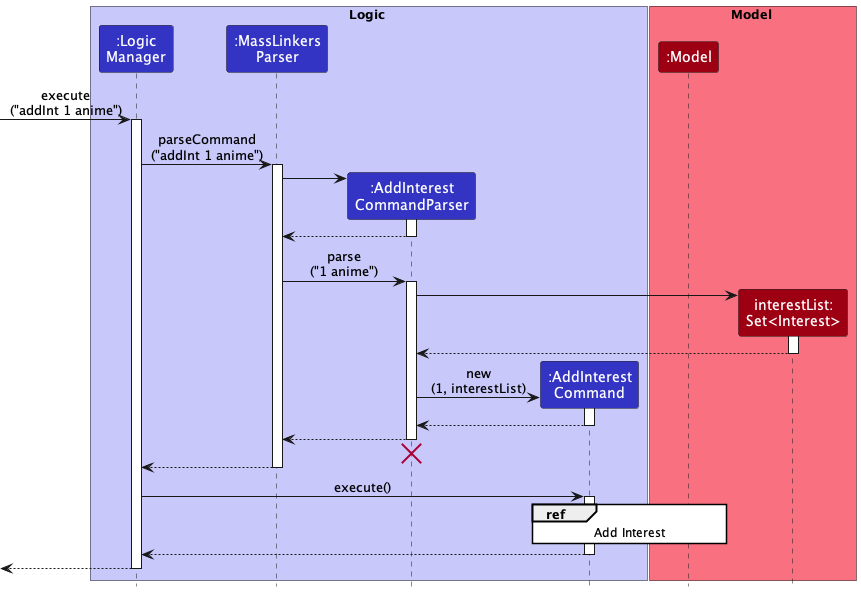 Logic
Model
:Logic
Manager
:MassLinkers
Parser
:Model
execute
("addInt 1 anime")
parseCommand
("addInt 1 anime")
:AddInterest
CommandParser
parse
("1 anime")
interestList:
Set<Interest>
new
(1, interestList)
:AddInterest
Command
execute()
ref
Add Interest